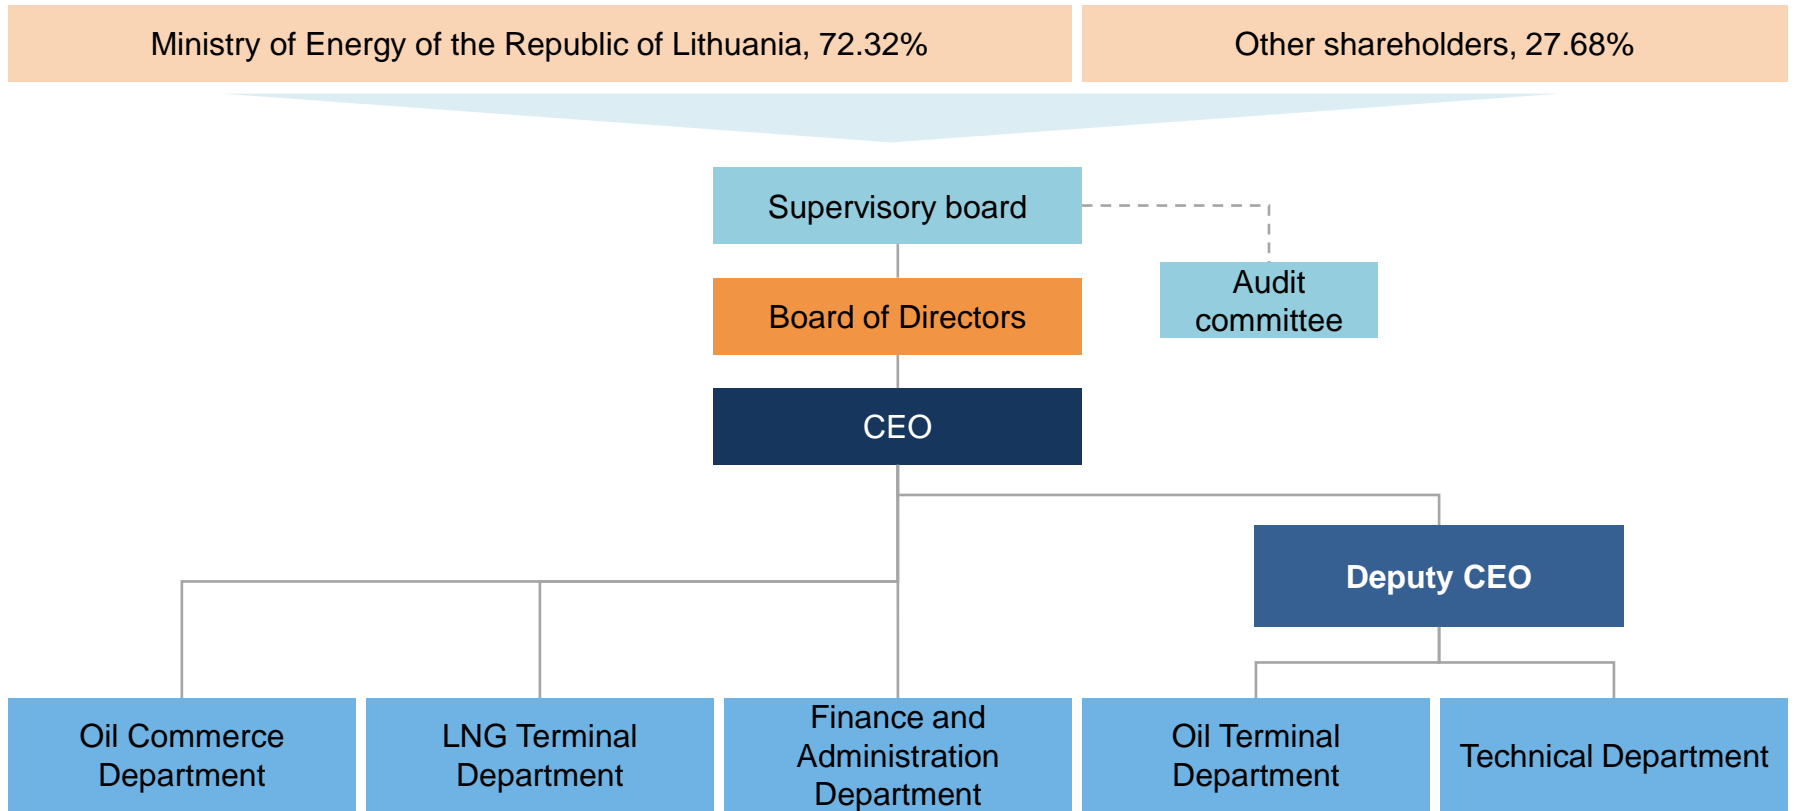 Ministry of Energy of the Republic of Lithuania, 72.32%
Other shareholders, 27.68%
Supervisory board
Audit
committee
Board of Directors
CEO
Deputy CEO
Oil Commerce
Department
LNG Terminal
Department
Finance and
Administration
Department
Oil Terminal
Department
Technical Department